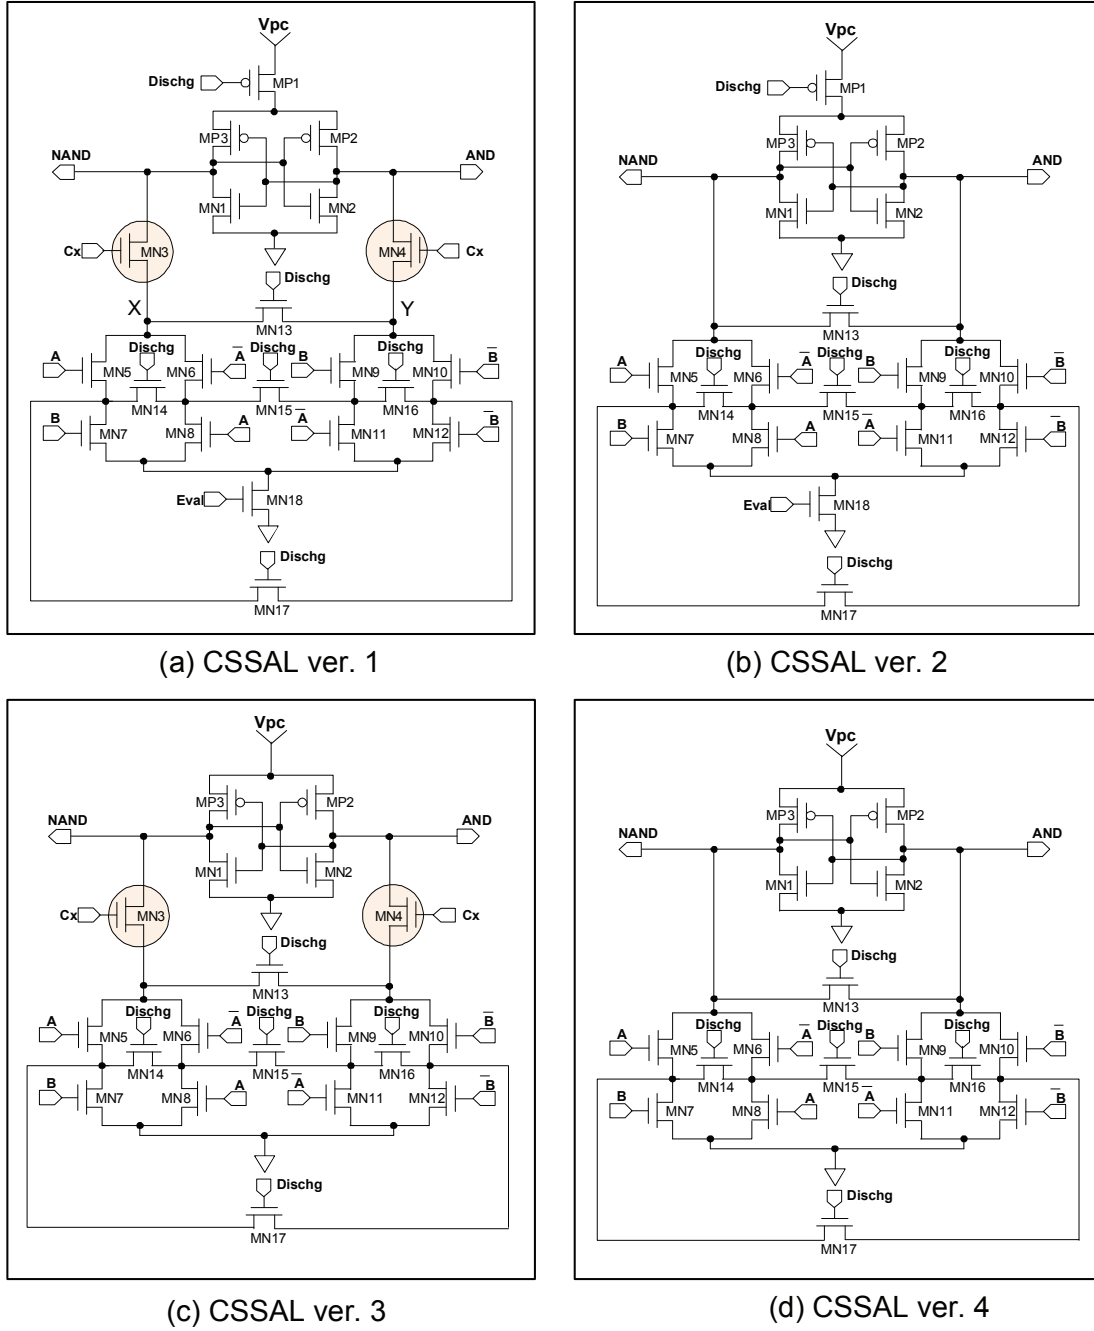 Vpc
Dischg
MP1
MP3
MP2
NAND
AND
MN1
MN2
Cx
MN3
MN4
Cx
Dischg
X
Y
MN13
A
Dischg
A̅
Dischg
B
Dischg
B̅
MN5
MN6
MN9
MN10
MN14
MN15
MN16
B
MN7
MN8
A
A̅
MN11
MN12
B̅
Eval
MN18
Dischg
MN17
(a) CSSAL ver. 1
Vpc
Dischg
MP1
MP3
MP2
NAND
AND
MN1
MN2
Dischg
MN13
A
Dischg
A̅
Dischg
B
Dischg
B̅
MN5
MN6
MN9
MN10
MN14
MN15
MN16
B
MN7
MN8
A
A̅
MN11
MN12
B̅
Eval
MN18
Dischg
MN17
(b) CSSAL ver. 2
Vpc
MP3
MP2
NAND
AND
MN1
MN2
Cx
MN3
MN4
Cx
Dischg
MN13
A
Dischg
A̅
Dischg
B
Dischg
B̅
MN5
MN6
MN9
MN10
MN14
MN15
MN16
B
MN7
MN8
A
A̅
MN11
MN12
B̅
Dischg
MN17
(c) CSSAL ver. 3
Vpc
MP3
MP2
NAND
AND
MN1
MN2
Dischg
MN13
A
Dischg
A̅
Dischg
B
Dischg
B̅
MN5
MN6
MN9
MN10
MN14
MN15
MN16
B
MN7
MN8
A
A̅
MN11
MN12
B̅
Dischg
MN17
(d) CSSAL ver. 4